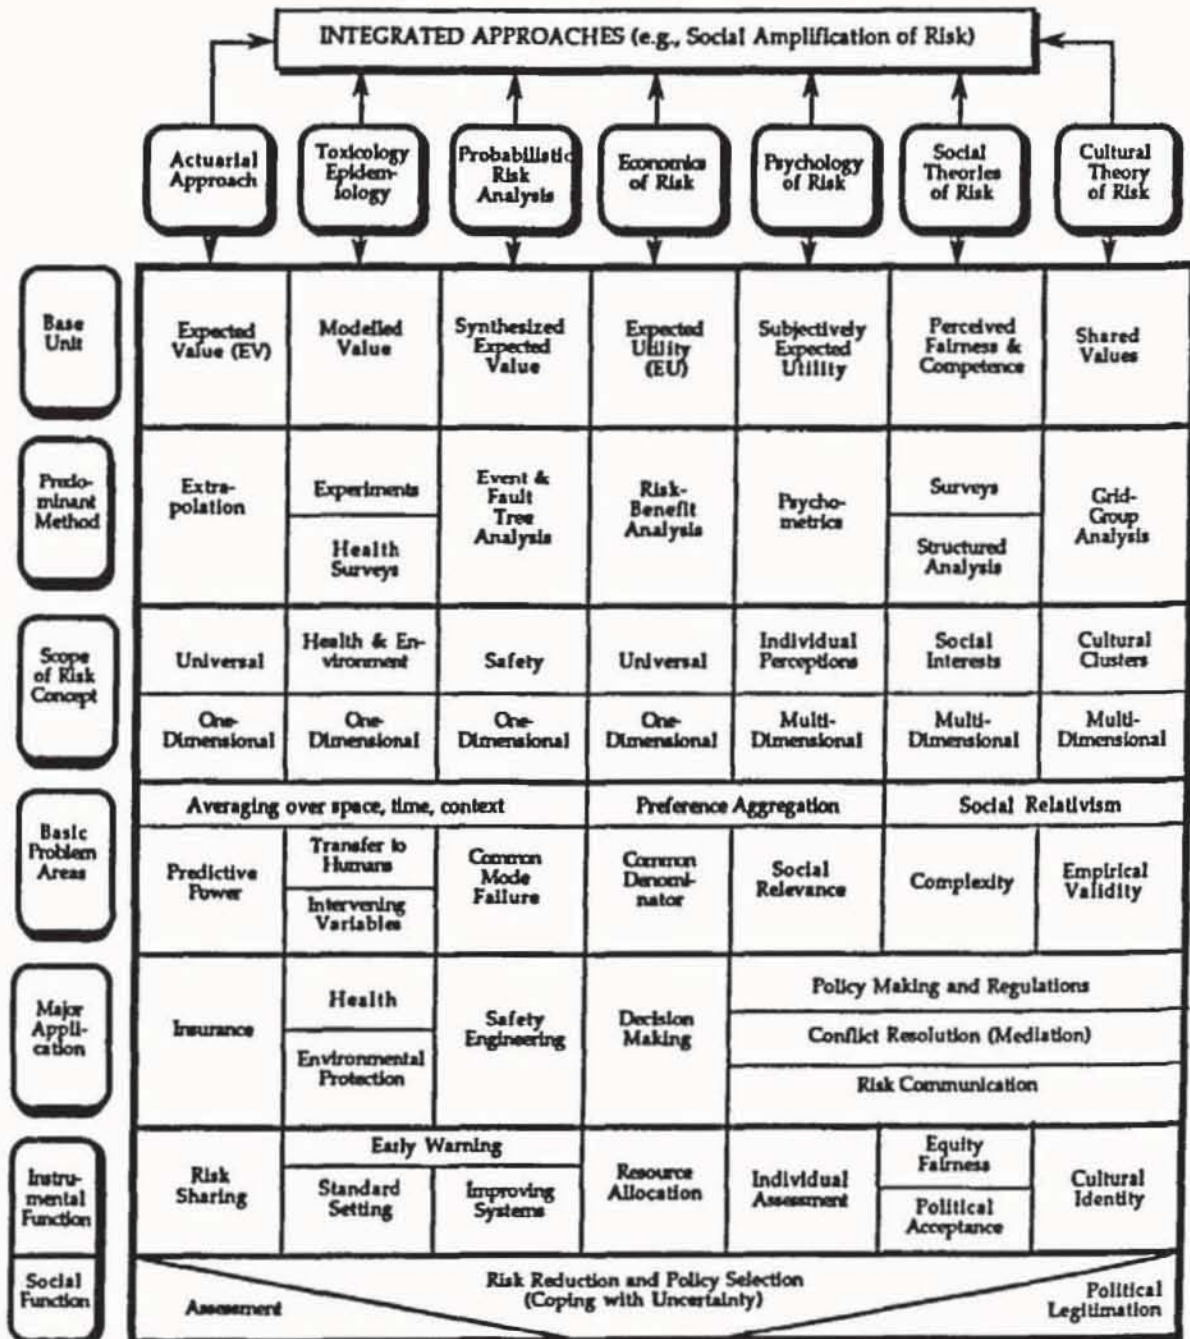 INTEGRATED APPROACHES (e.g., Social Amplification of Risk)
Actuarial
Approach
Toxicology
Epidem-
iology
Probabilistic
Risk
Analysis
Economics
of Risk
Psychology
of Risk
Social
Theories
of Risk
Cultural
Theory
of Risk
Base
Unit
Expected
Value (EV)
Modelled
Value
Synthesized
Expected
Value
Expected
Utility
(EU)
Subjectively
Expected
Utility
Perceived
Fairness &
Competence
Shared
Values
Predo-
minant
Method
Extra-
polation
Experiments
Health
Surveys
Event &
Fault
Tree
Analysis
Risk-
Benefit
Analysis
Psycho-
metrics
Surveys
Structured
Analysis
Grid-
Group
Analysis
Scope
of Risk
Concept
Universal
Health & En-
vironment
Safety
Universal
Individual
Perceptions
Social
Interests
Cultural
Clusters
One-
Dimensional
One-
Dimensional
One-
Dimensional
One-
Dimensional
Multi-
Dimensional
Multi-
Dimensional
Multi-
Dimensional
Basic
Problem
Areas
Averaging over space, time, context
Preference Aggregation
Social Relativism
Predictive
Power
Transfer to
Humans
Intervening
Variables
Common
Mode
Failure
Common
Denomi-
nator
Social
Relevance
Complexity
Empirical
Validity
Major
Appli-
cation
Insurance
Health
Environmental
Protection
Safety
Engineering
Decision
Making
Policy Making and Regulations
Conflict Resolution (Mediation)
Risk Communication
Instru-
mental
Function
Risk
Sharing
Early Warning
Standard
Setting
Improving
Systems
Resource
Allocation
Individual
Assessment
Equity
Fairness
Political
Acceptance
Cultural
Identity
Social
Function
Assessment
Risk Reduction and Policy Selection
(Coping with Uncertainty)
Political
Legitimation